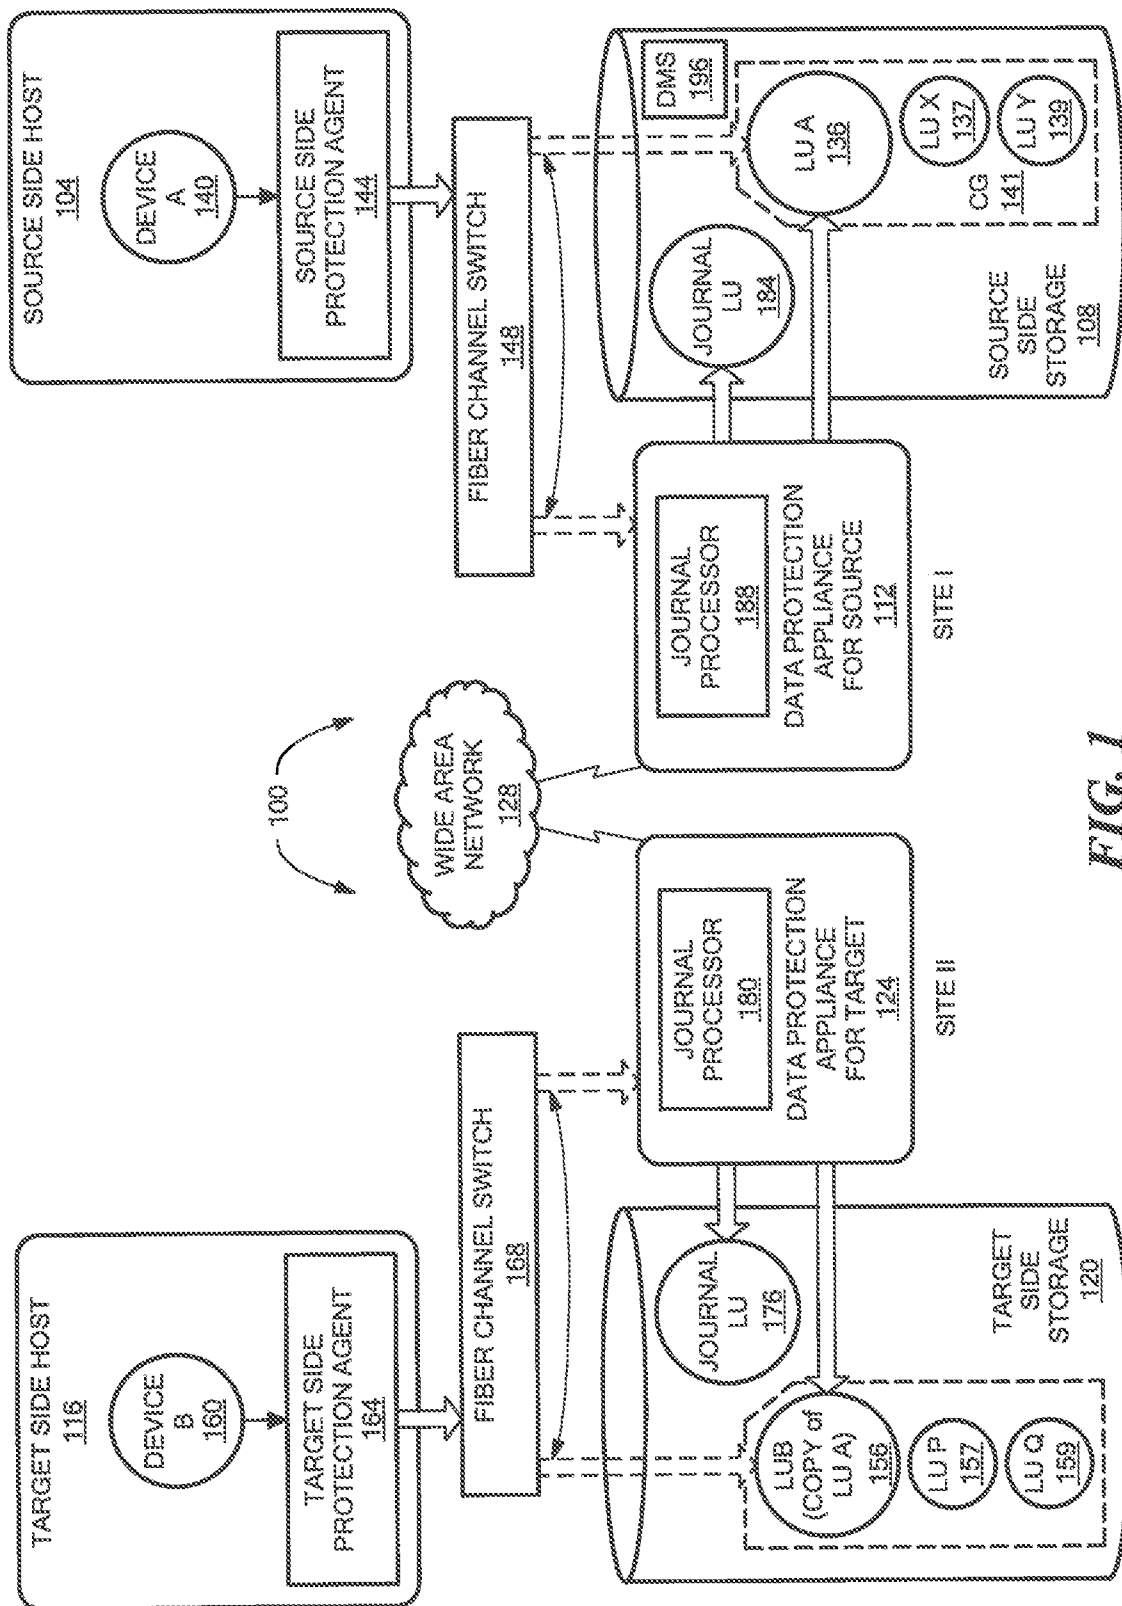 100
TARGET SIDE HOST
116
DEVICE
B
160
TARGET SIDE
PROTECTION AGENT
164
FIBER CHANNEL SWITCH
168
JOURNAL
LU
176
LUB
(COPY of
LU A)
156
LU P
157
LU Q
159
TARGET
SIDE
STORAGE
120
JOURNAL
PROCESSOR
180
DATA PROTECTION
APPLIANCE
FOR TARGET
124
SITE II
WIDE AREA
NETWORK
128
SOURCE SIDE HOST
104
DEVICE
A
140
SOURCE SIDE
PROTECTION AGENT
144
FIBER CHANNEL SWITCH
148
JOURNAL
PROCESSOR
188
DATA PROTECTION
APPLIANCE
FOR SOURCE
112
SITE I
JOURNAL
LU
184
DMS
196
LU A
136
LU X
137
LU Y
139
CG
141
SOURCE
SIDE
STORAGE
108
FIG. 1